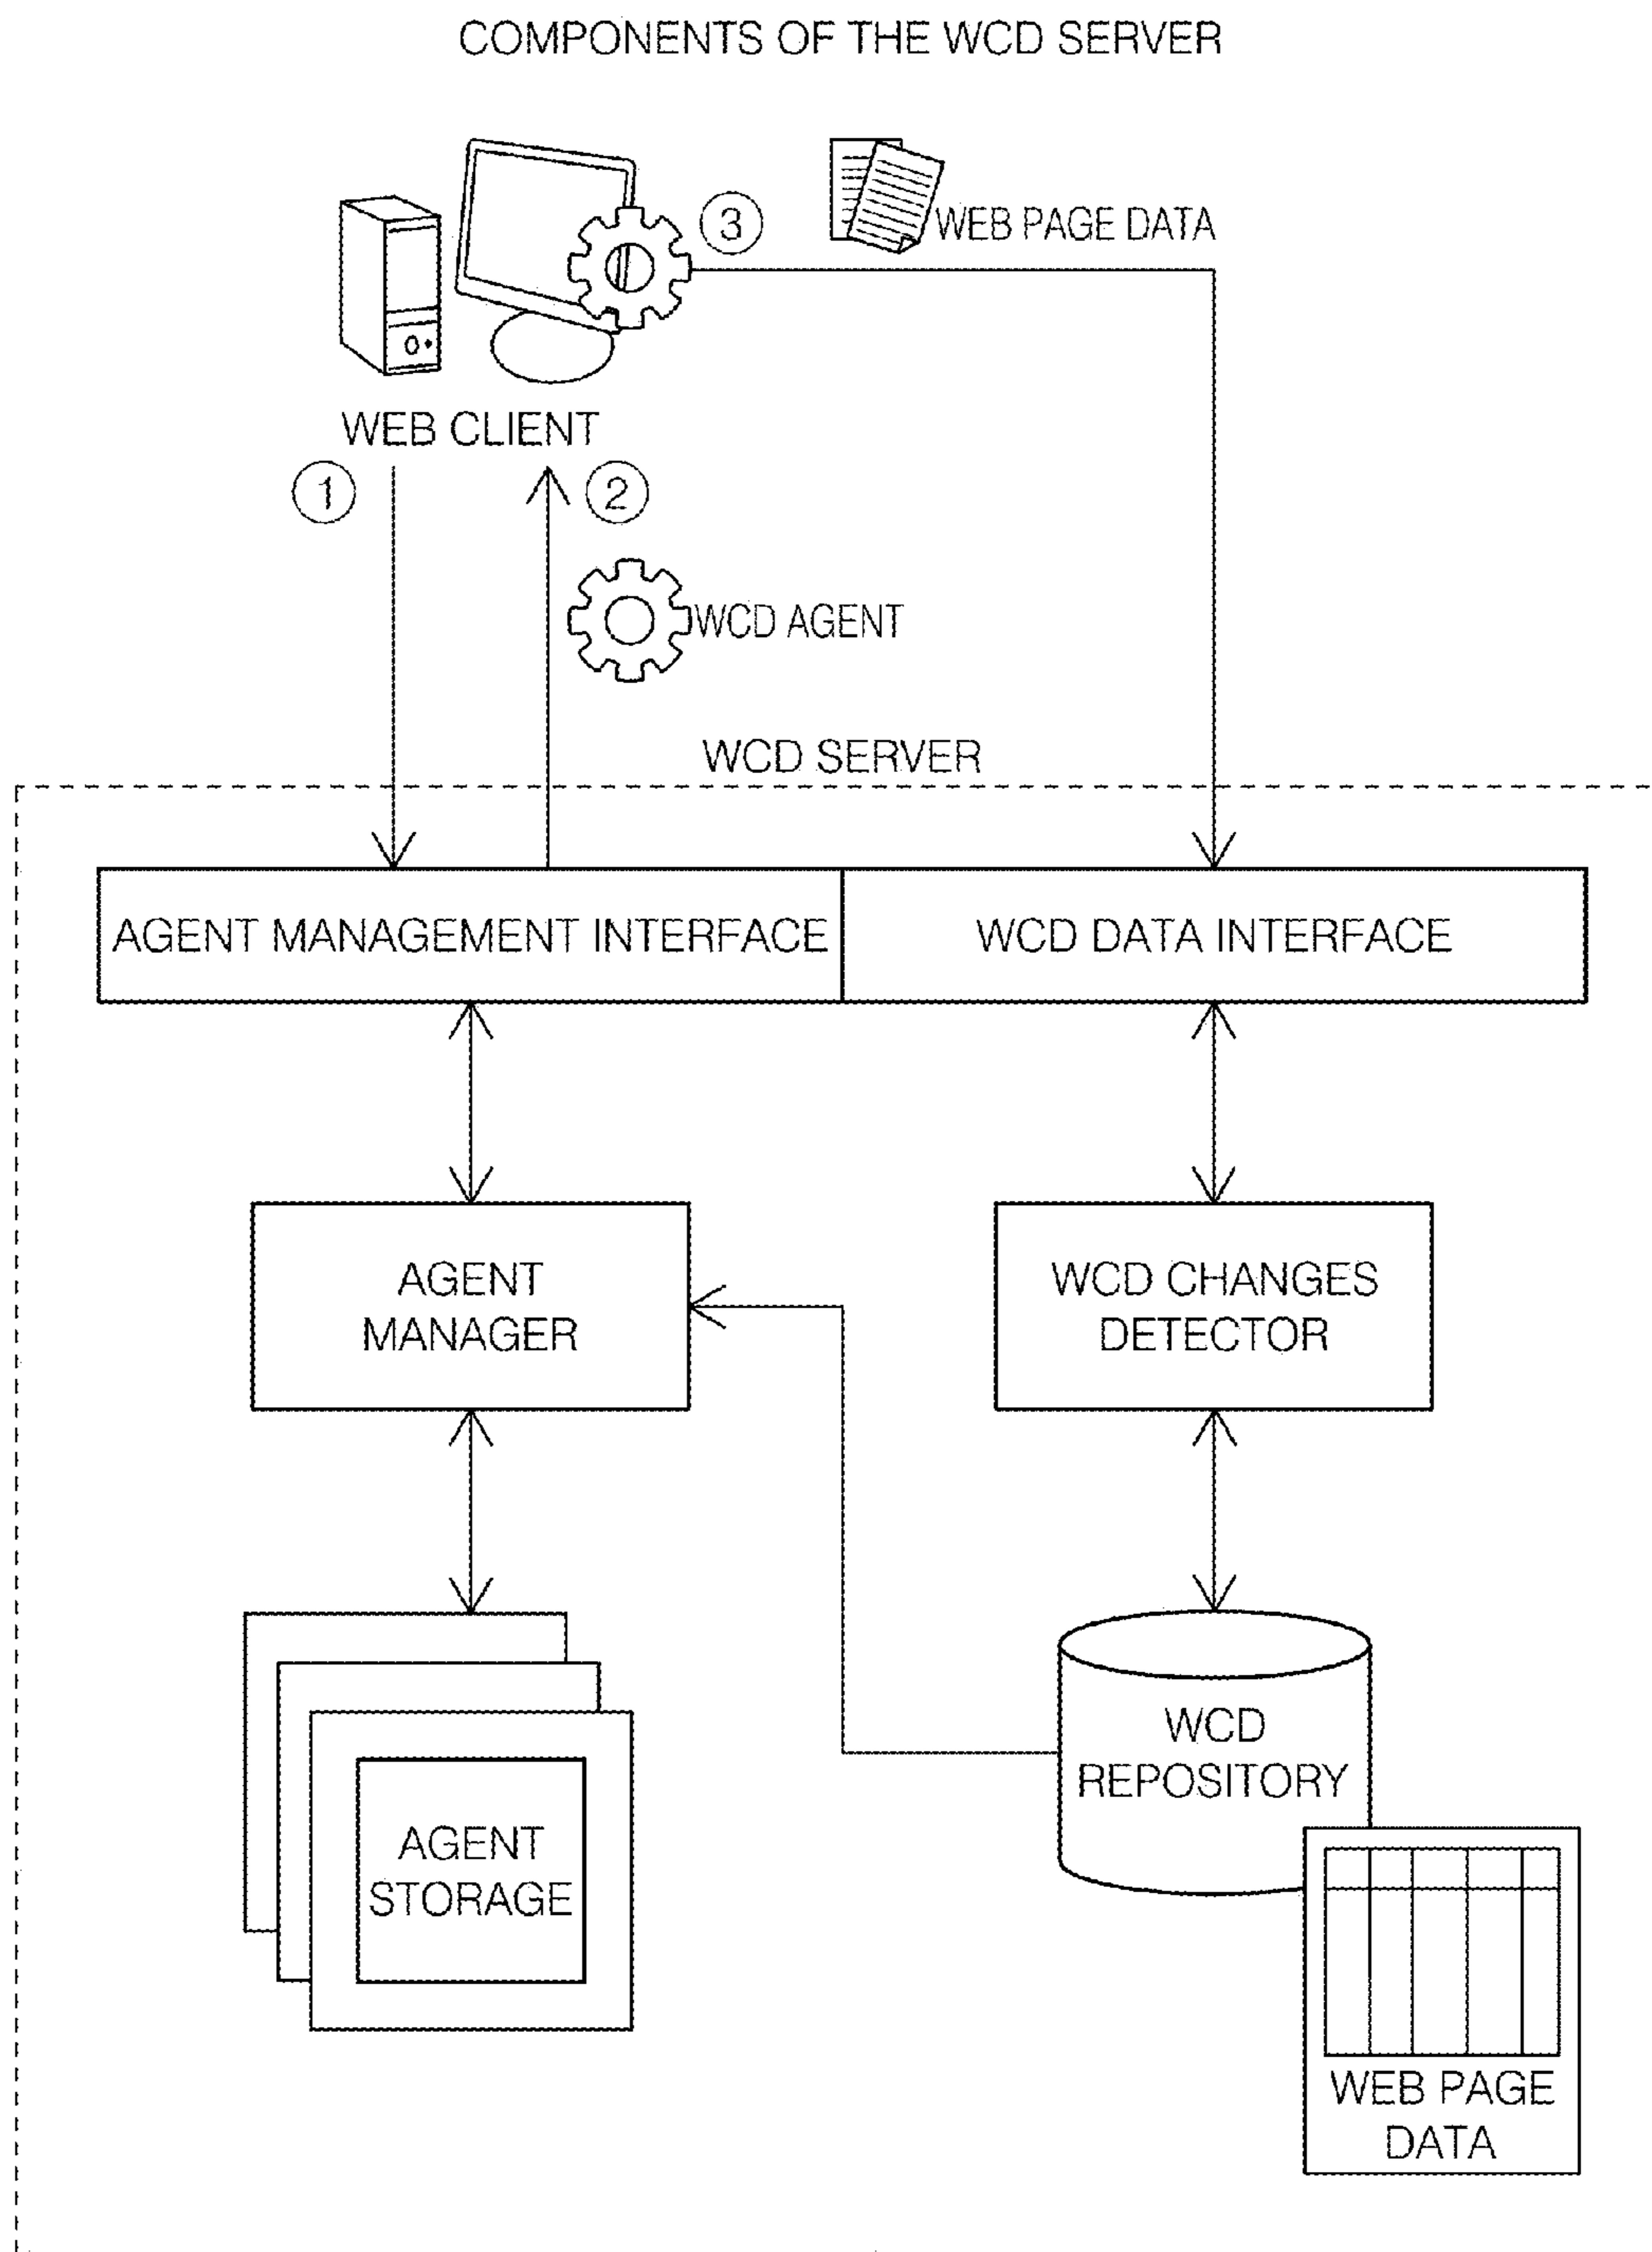 COMPONENTS OF THE WCD SERVER
3
WEB PAGE DATA
WEB CLIENT
1
2
WCD AGENT
WCD SERVER
AGENT MANAGEMENT INTERFACE
WCD DATA INTERFACE
AGENT
MANAGER
WCD CHANGES
DETECTOR
AGENT
STORAGE
WCD
REPOSITORY
WEB PAGE
DATA